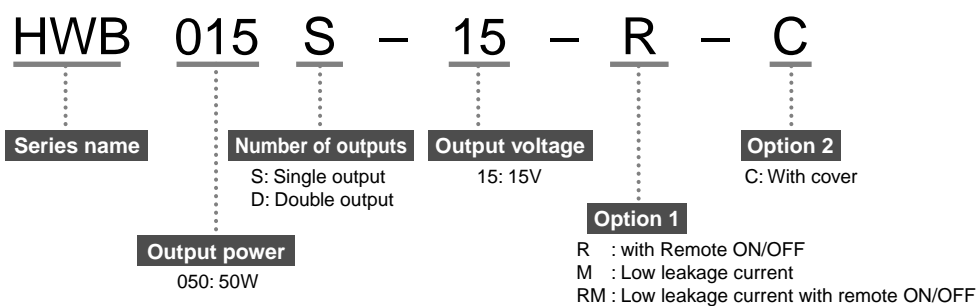 HWB 015 S – 15 – R – C
Series name
Number of outputs
S: Single output
D: Double output
Output voltage
15: 15V
Option 2
C: With cover
Output power
050: 50W
Option 1
R : with Remote ON/OFF
M : Low leakage current
RM : Low leakage current with remote ON/OFF